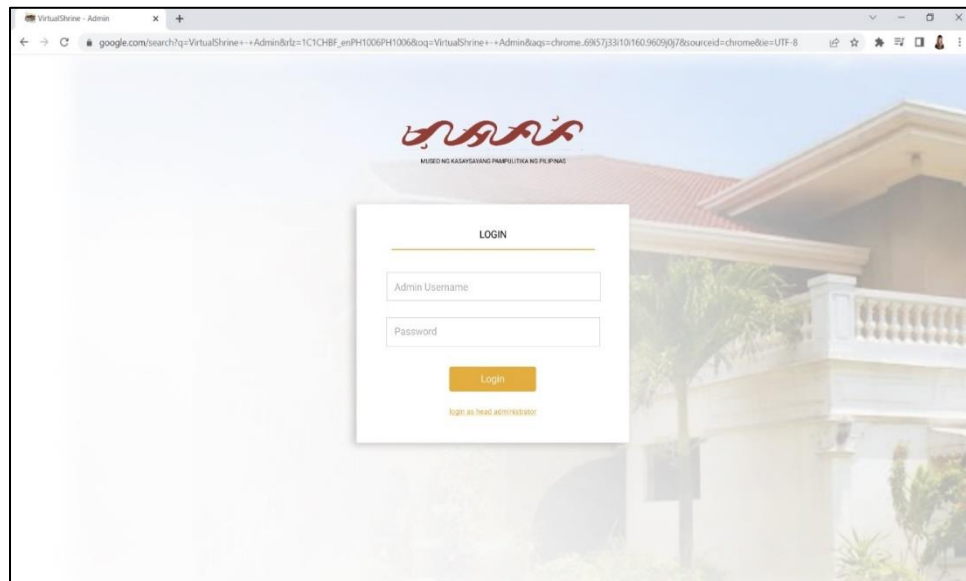 VirtualShrine - Admin
google.com/search?q=VirtualShrine+-+Admin&rlz=1C1CHBF_enPH1006PH1006&oq=VirtualShrine+-+Admin&aqs=chrome..69i57j33i10i160.9609j0j7&sourceid=chrome&ie=UTF-8
MUSEO NG KASAYSAYANG PAMPULITIKA NG PILIPINAS
LOGIN
Admin Username
Password
Login
login as head administrator